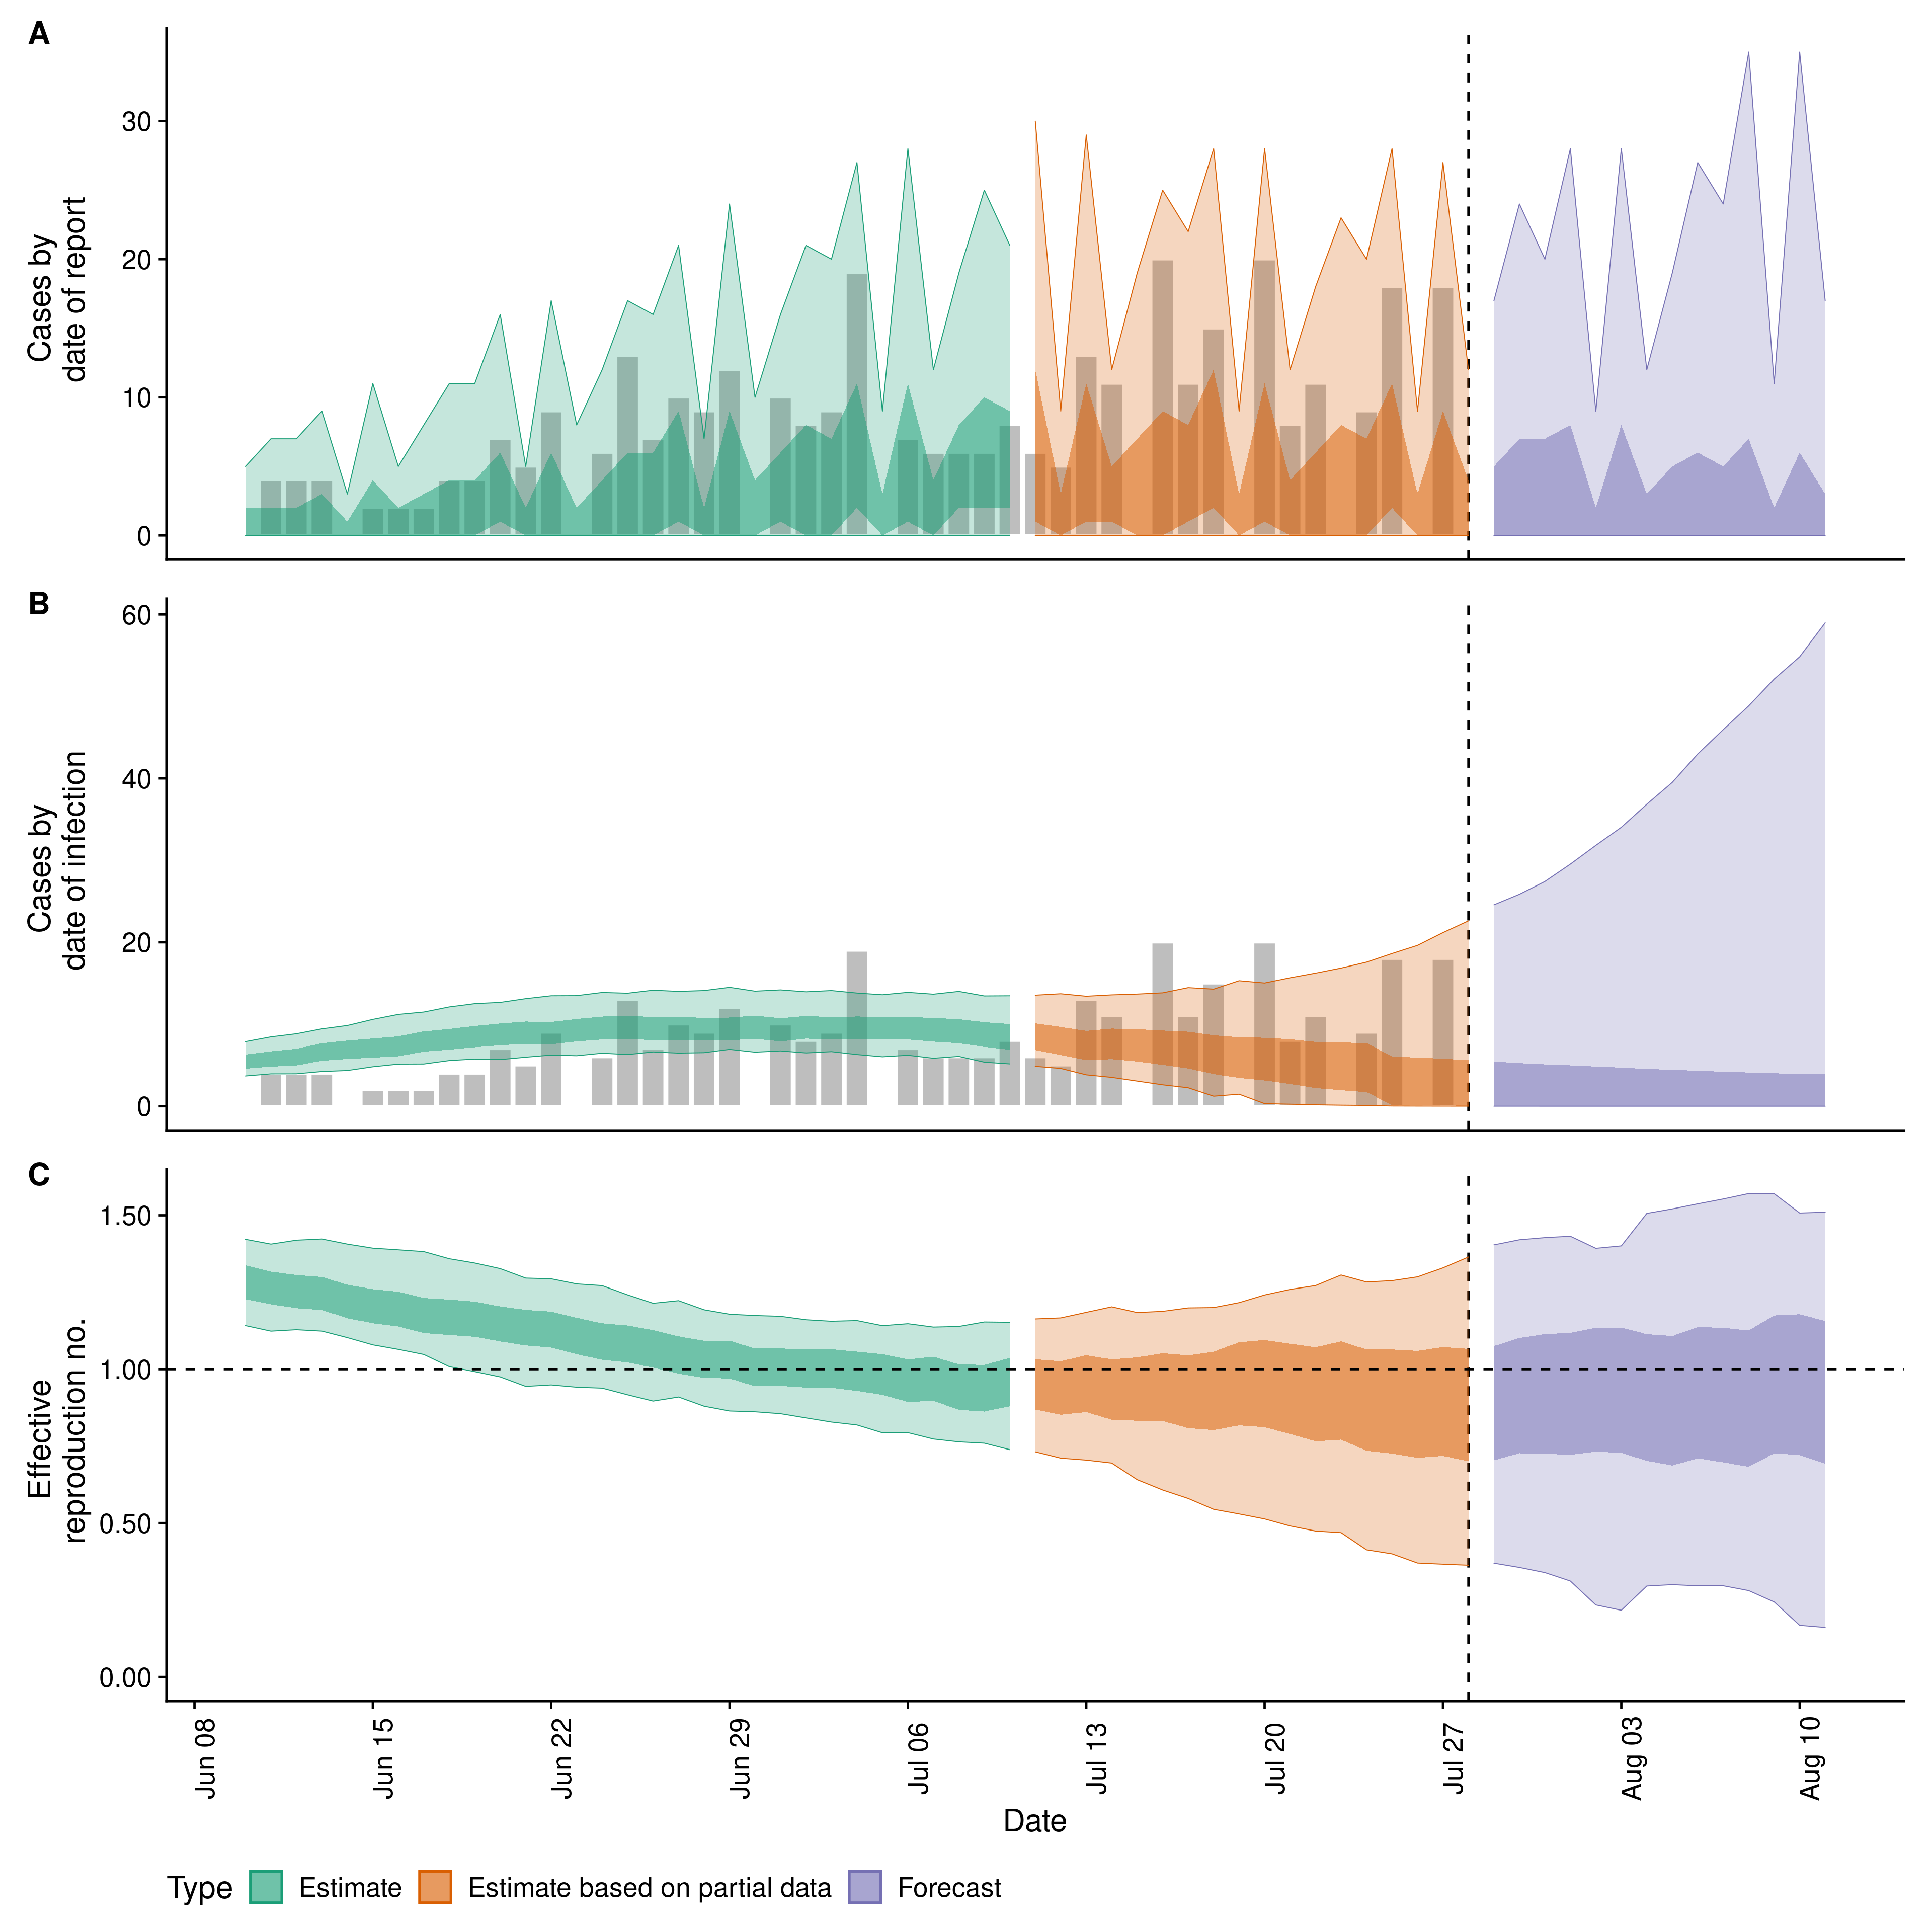 A
30
20
10
0
Cases by
date of report
B
60
40
20
0
Cases by
date of infection
C
1.50
1.00
0.50
0.00
Effective
reproduction no.
Jun 08
Jun 15
Jun 22
Jun 29
Jul 06
Jul 13
Jul 20
Jul 27
Aug 03
Aug 10
Date
Type Estimate Estimate based on partial data Forecast